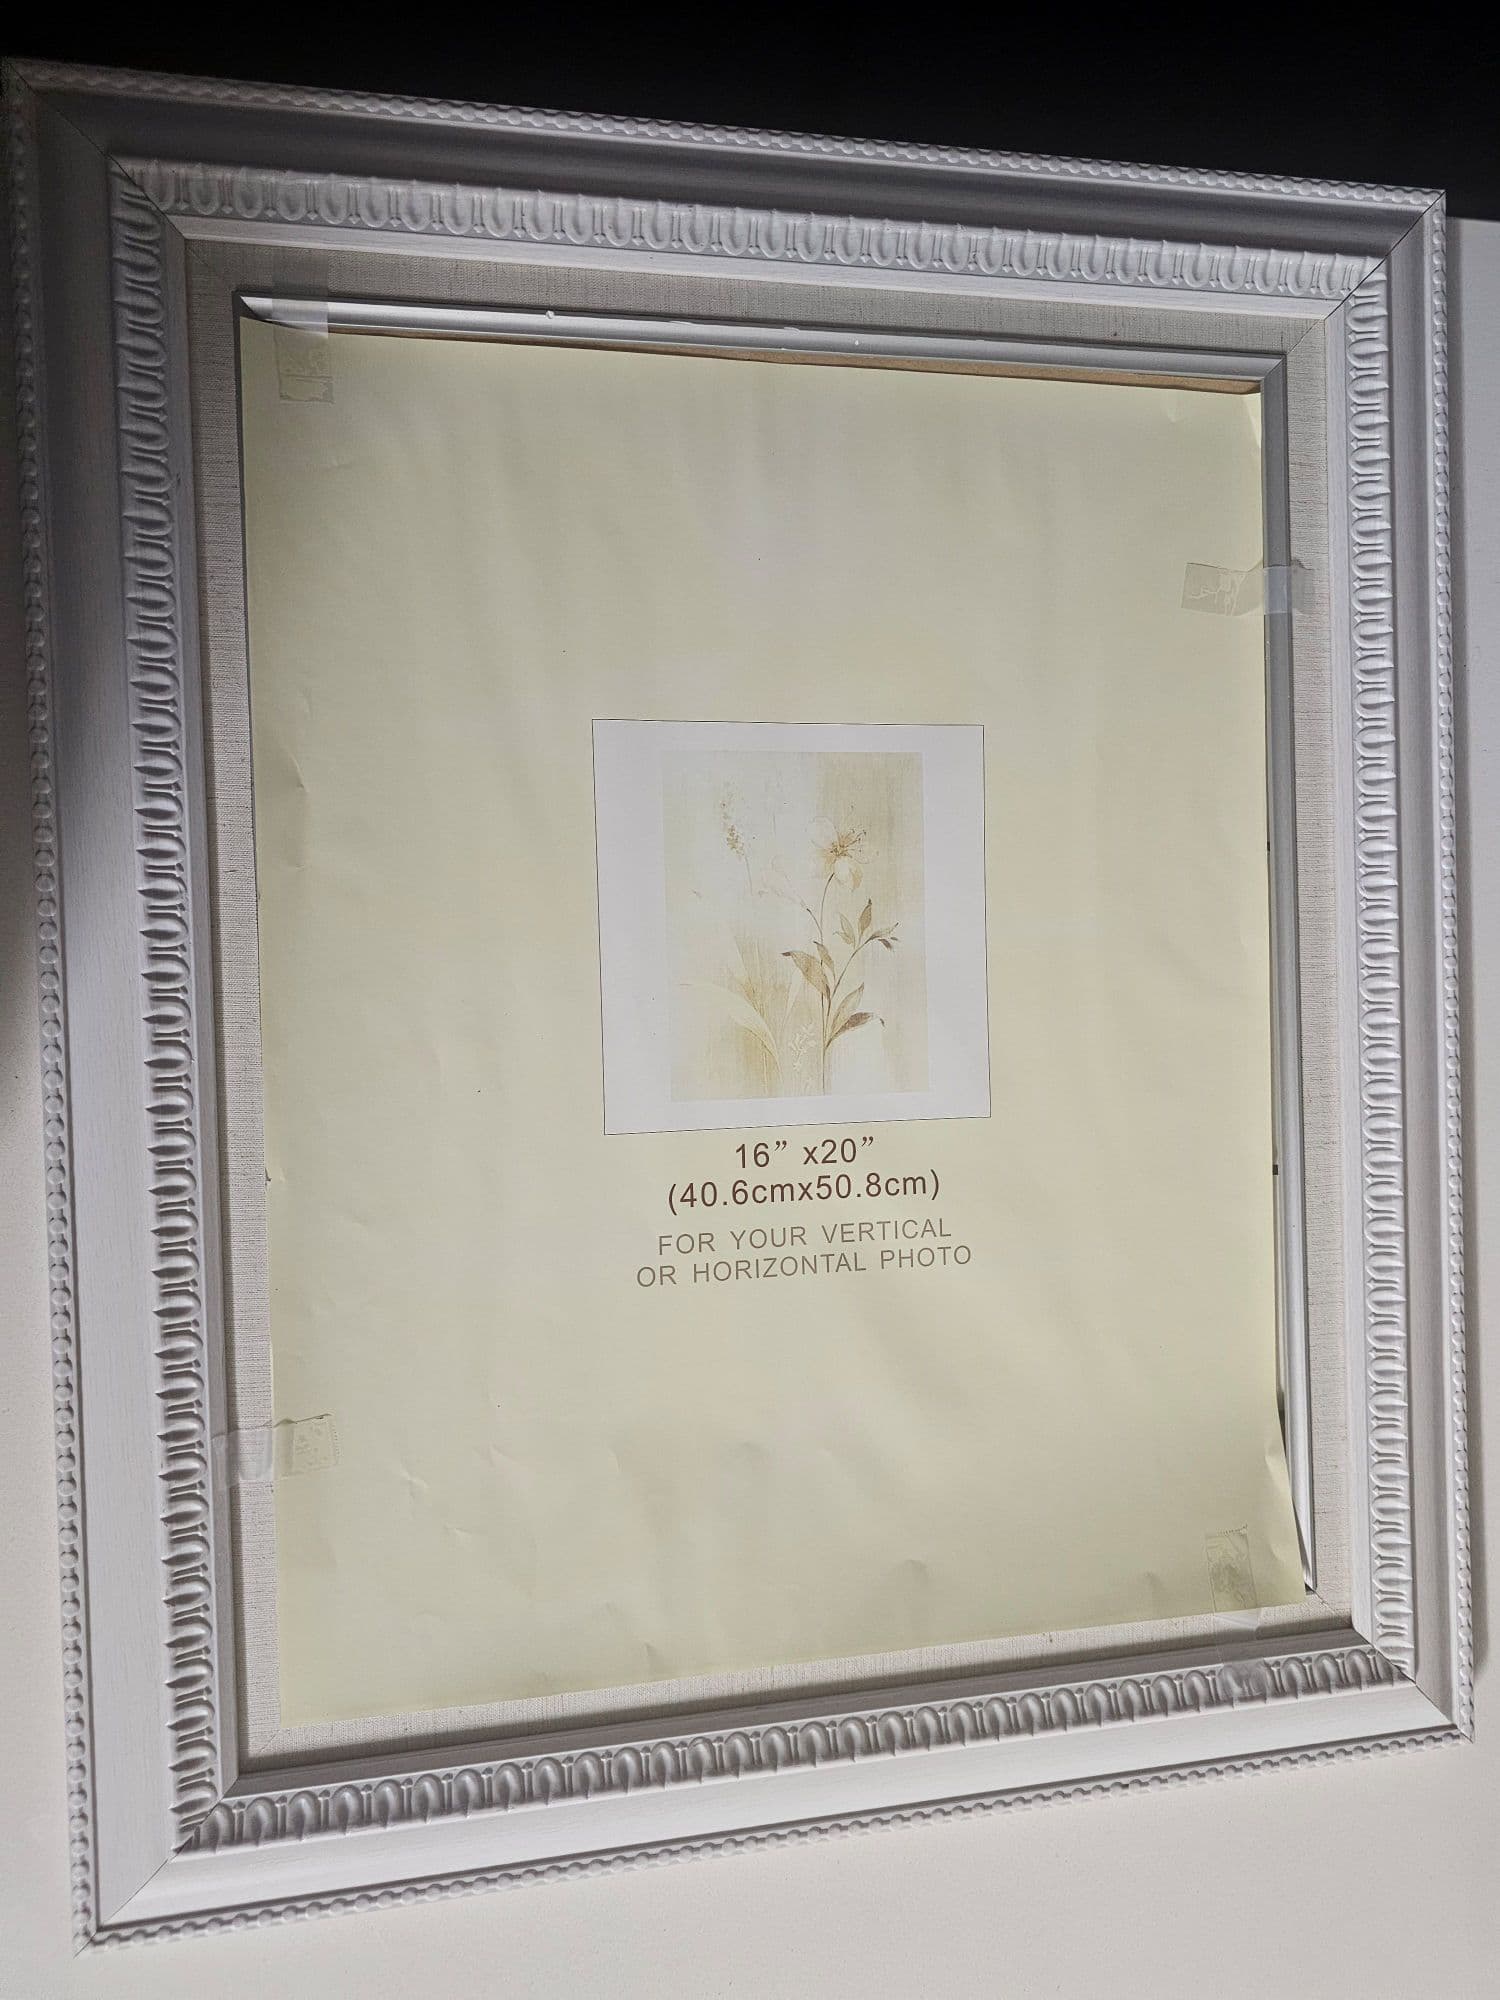 16” x20”
(40.6cmx50.8cm)
FOR YOUR VERTICAL
OR HORIZONTAL PHOTO